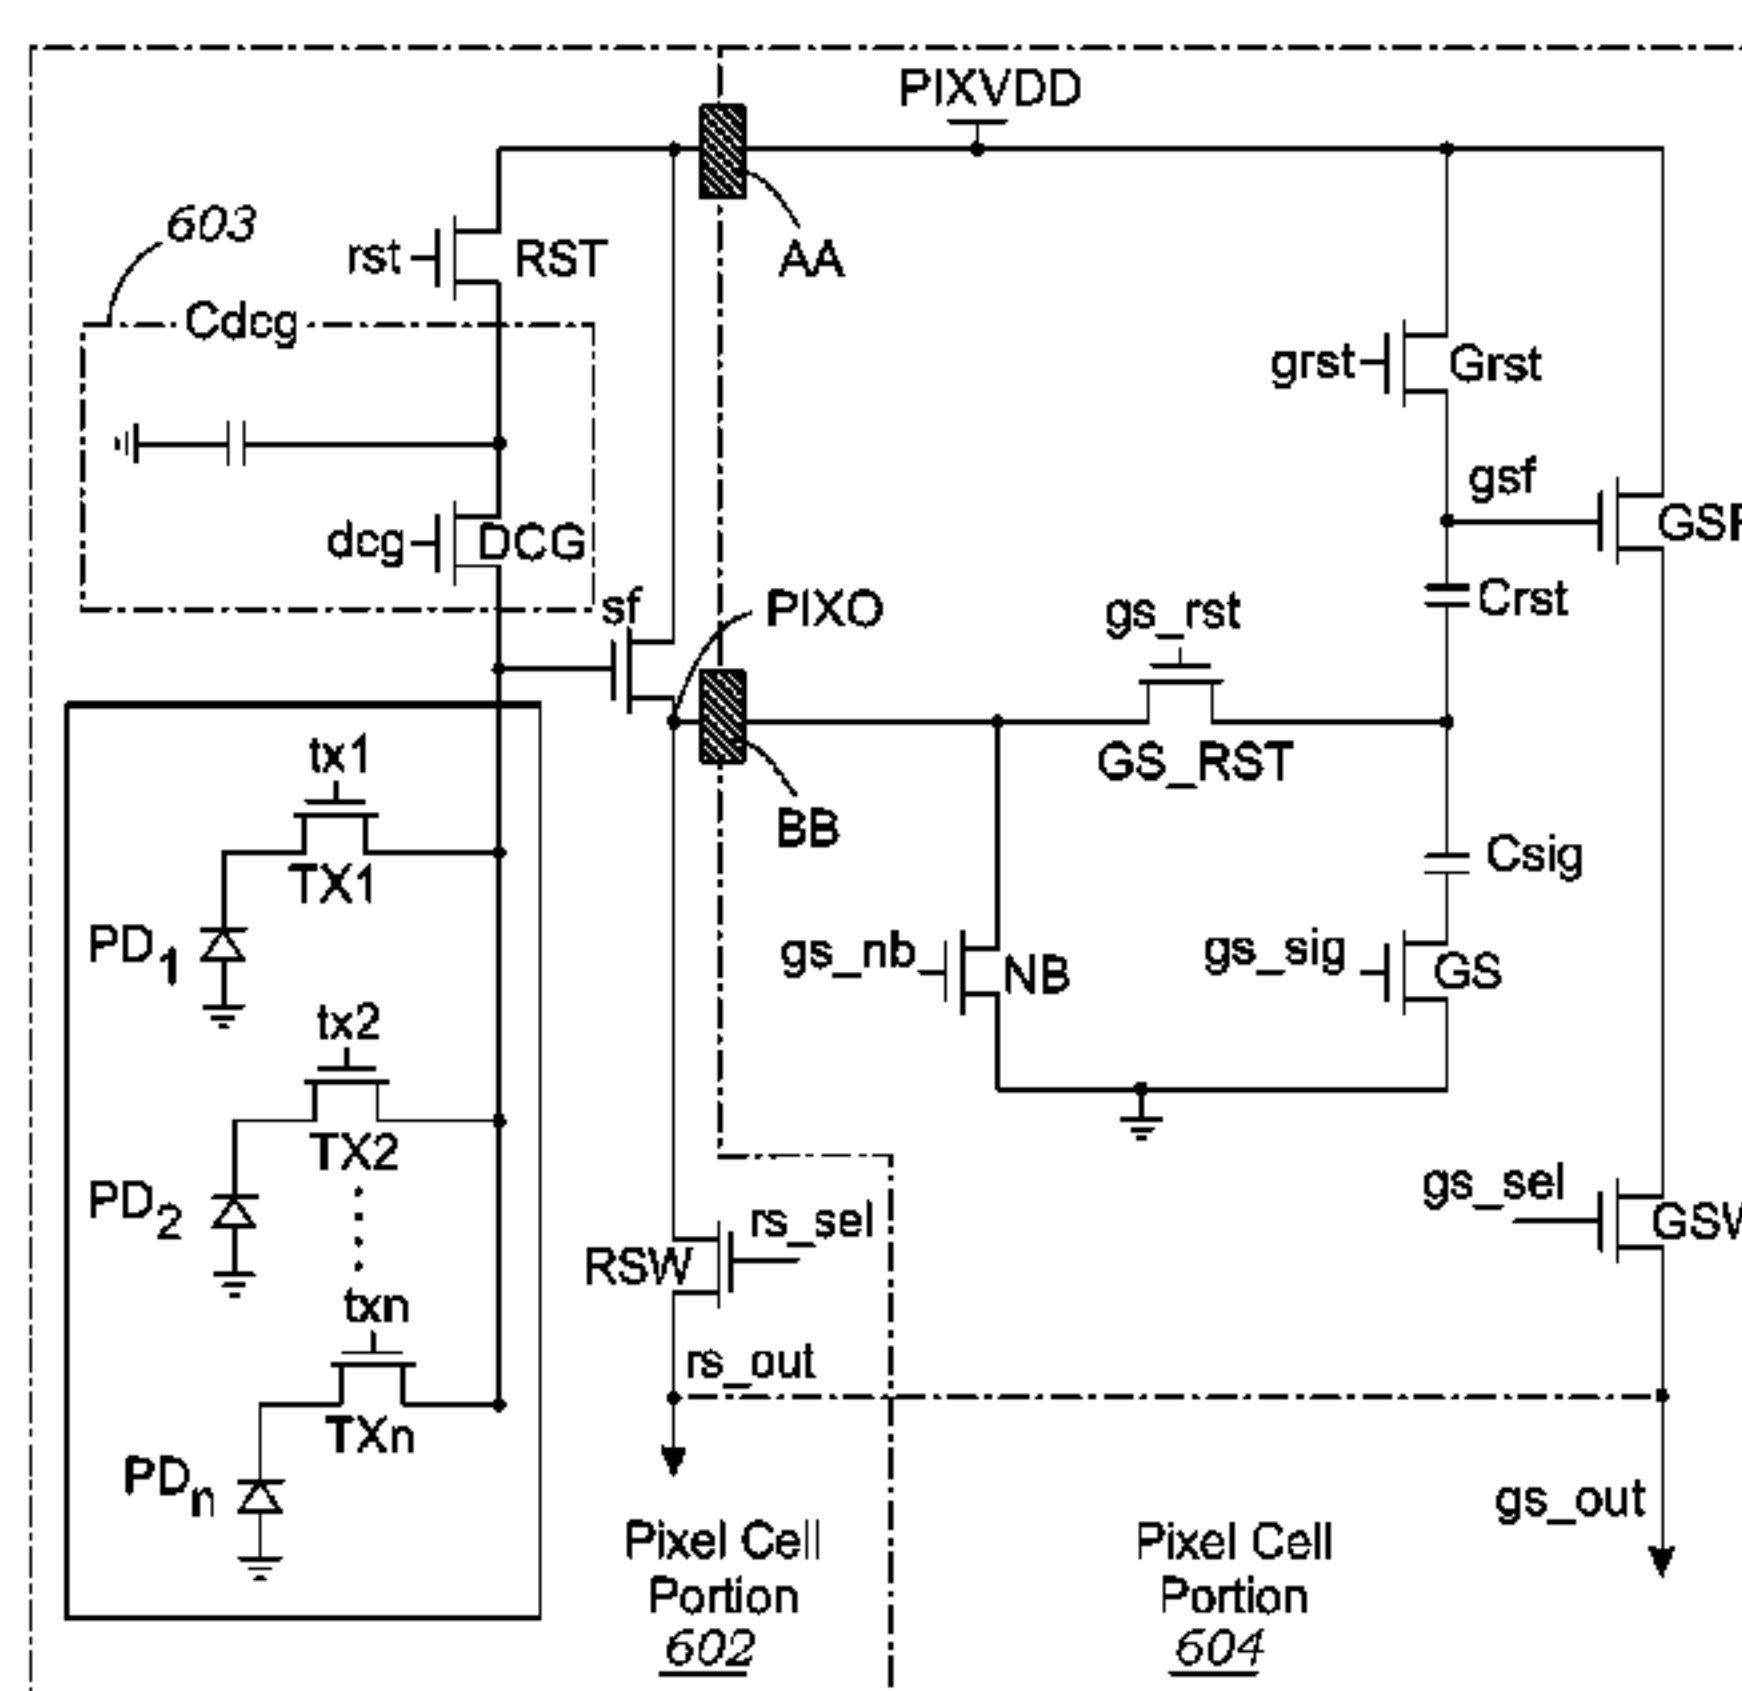 PIXVDD
603
rst
RST
AA
Cdcg
grst
Grst
gsf
dcg
DCG
GSF
sf
PIXO
gs_rst
Crst
tx1
GS_RST
BB
TX1
Csig
PD1
gs_nb
NB
gs_sig
GS
tx2
TX2
PD2
gs_sel
rs_sel
GSW
RSW
txn
rs_out
TXn
PDn
gs_out
Pixel Cell
Portion
602
Pixel Cell
Portion
604